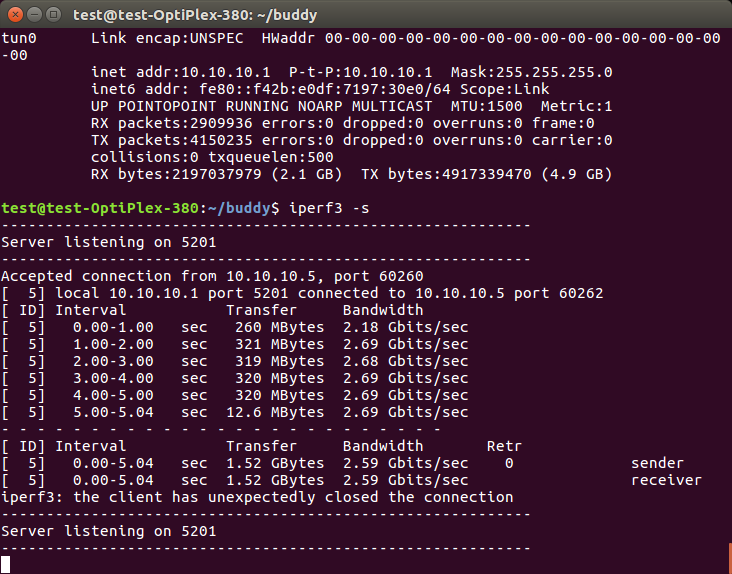 test@test-OptiPlex-380: ~/buddy
tun0      Link encap:UNSPEC  HWaddr 00-00-00-00-00-00-00-00-00-00-00-00-00-00-00
-00
          inet addr:10.10.10.1  P-t-P:10.10.10.1  Mask:255.255.255.0
          inet6 addr: fe80::f42b:e0df:7197:30e0/64 Scope:Link
          UP POINTOPOINT RUNNING NOARP MULTICAST  MTU:1500  Metric:1
          RX packets:2909936 errors:0 dropped:0 overruns:0 frame:0
          TX packets:4150235 errors:0 dropped:0 overruns:0 carrier:0
          collisions:0 txqueuelen:500
          RX bytes:2197037979 (2.1 GB)  TX bytes:4917339470 (4.9 GB)
test@test-OptiPlex-380:~/buddy$ iperf3 -s
-----------------------------------------------------------
Server listening on 5201
-----------------------------------------------------------
Accepted connection from 10.10.10.5, port 60260
[  5] local 10.10.10.1 port 5201 connected to 10.10.10.5 port 60262
[ ID] Interval           Transfer     Bandwidth
[  5]   0.00-1.00   sec   260 MBytes  2.18 Gbits/sec
[  5]   1.00-2.00   sec   321 MBytes  2.69 Gbits/sec
[  5]   2.00-3.00   sec   319 MBytes  2.68 Gbits/sec
[  5]   3.00-4.00   sec   320 MBytes  2.69 Gbits/sec
[  5]   4.00-5.00   sec   320 MBytes  2.69 Gbits/sec
[  5]   5.00-5.04   sec  12.6 MBytes  2.69 Gbits/sec
- - - - - - - - - - - - - - - - - - - - - - - - -
[ ID] Interval           Transfer     Bandwidth       Retr
[  5]   0.00-5.04   sec  1.52 GBytes  2.59 Gbits/sec    0             sender
[  5]   0.00-5.04   sec  1.52 GBytes  2.59 Gbits/sec                  receiver
iperf3: the client has unexpectedly closed the connection
-----------------------------------------------------------
Server listening on 5201
-----------------------------------------------------------